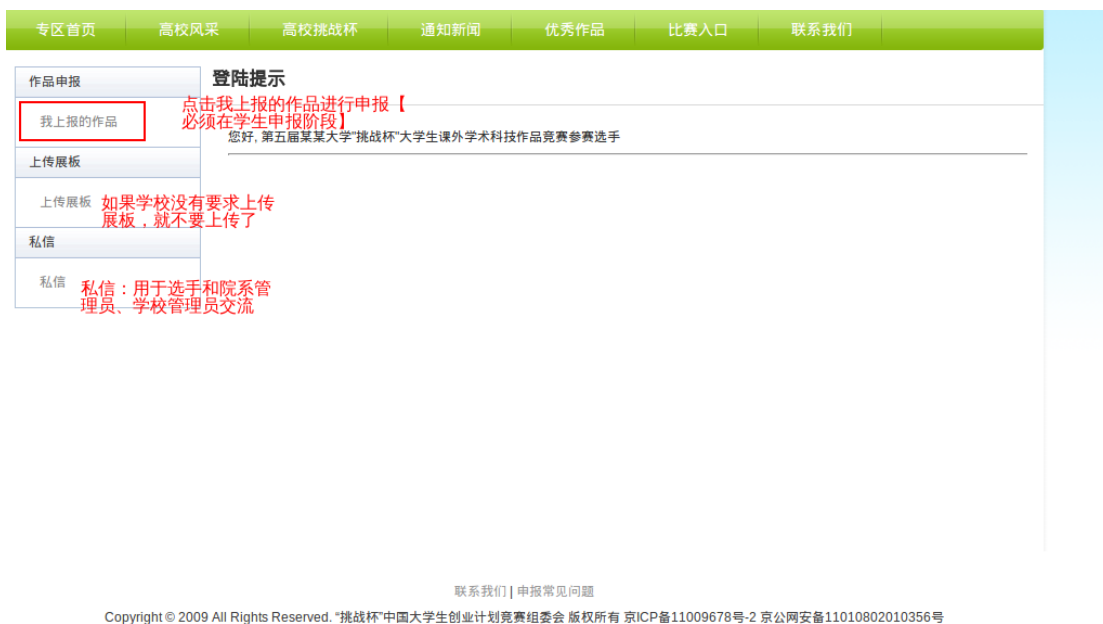 专区首页 高校风采 高校挑战杯 通知新闻 优秀作品 比赛入口 联系我们
作品申报
登陆提示
点击我上报的作品进行申报【
必须在学生申报阶段】
我上报的作品
您好, 第五届某某大学"挑战杯"大学生课外学术科技作品竞赛参赛选手
上传展板
上传展板
如果学校没有要求上传
展板，就不要上传了
私信
私信
私信：用于选手和院系管
理员、学校管理员交流
联系我们 | 申报常见问题
Copyright © 2009 All Rights Reserved. “挑战杯”中国大学生创业计划竞赛组委会 版权所有 京ICP备11009678号-2 京公网安备11010802010356号